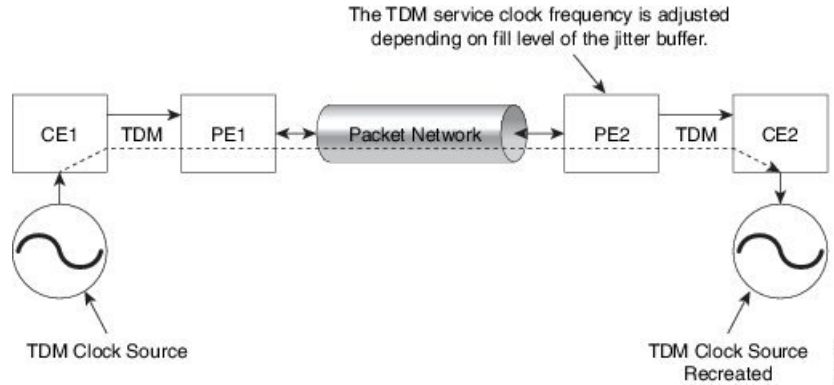 The TDM service clock frequency is adjusted
depending on fill level of the jitter buffer.
CE1
TDM
PE1
Packet Network
PE2
TDM
CE2
TDM Clock Source
TDM Clock Source
Recreated